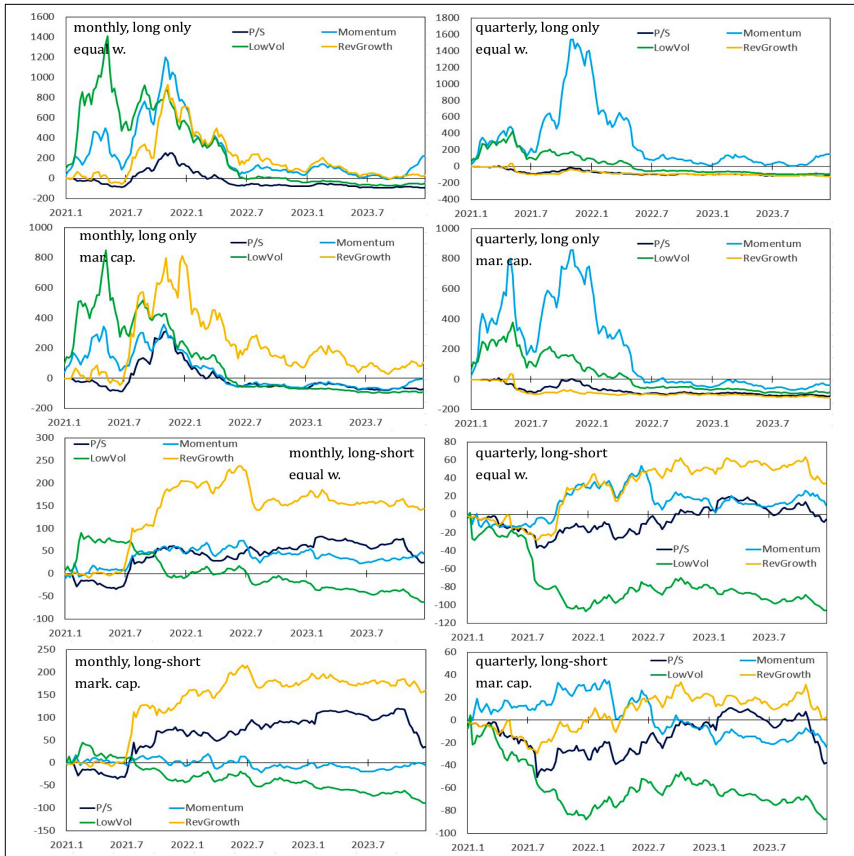 monthly, long only
equal w.
P/S Momentum
LowVol RevGrowth
1600
1400
1200
1000
800
600
400
200
0
-200
2021.1 2021.7 2022.1 2022.7 2023.1 2023.7
quarterly, long only
equal w.
P/S Momentum
LowVol RevGrowth
1800
1600
1400
1200
1000
800
600
400
200
0
-200
-400
2021.1 2021.7 2022.1 2022.7 2023.1 2023.7
monthly, long only
mar. cap.
P/S Momentum
LowVol RevGrowth
1000
800
600
400
200
0
-200
2021.1 2021.7 2022.1 2022.7 2023.1 2023.7
quarterly, long only
mar. cap.
P/S Momentum
LowVol RevGrowth
1000
800
600
400
200
0
-200
2021.1 2021.7 2022.1 2022.7 2023.1 2023.7
P/S Momentum
LowVol RevGrowth
monthly, long-short
equal w.
300
250
200
150
100
50
0
-50
-100
2021.1 2021.7 2022.1 2022.7 2023.1 2023.7
quarterly, long-short
equal w.
P/S Momentum
LowVol RevGrowth
80
60
40
20
0
-20
-40
-60
-80
-100
-120
2021.1 2021.7 2022.1 2022.7 2023.1 2023.7
monthly, long-short
mark. cap.
250
200
150
100
50
0
-50
-100
-150
P/S Momentum
LowVol RevGrowth
2021.1 2021.7 2022.1 2022.7 2023.1 2023.7
quarterly, long-short
mar. cap.
P/S Momentum
LowVol RevGrowth
60
40
20
0
-20
-40
-60
-80
-100
2021.1 2021.7 2022.1 2022.7 2023.1 2023.7